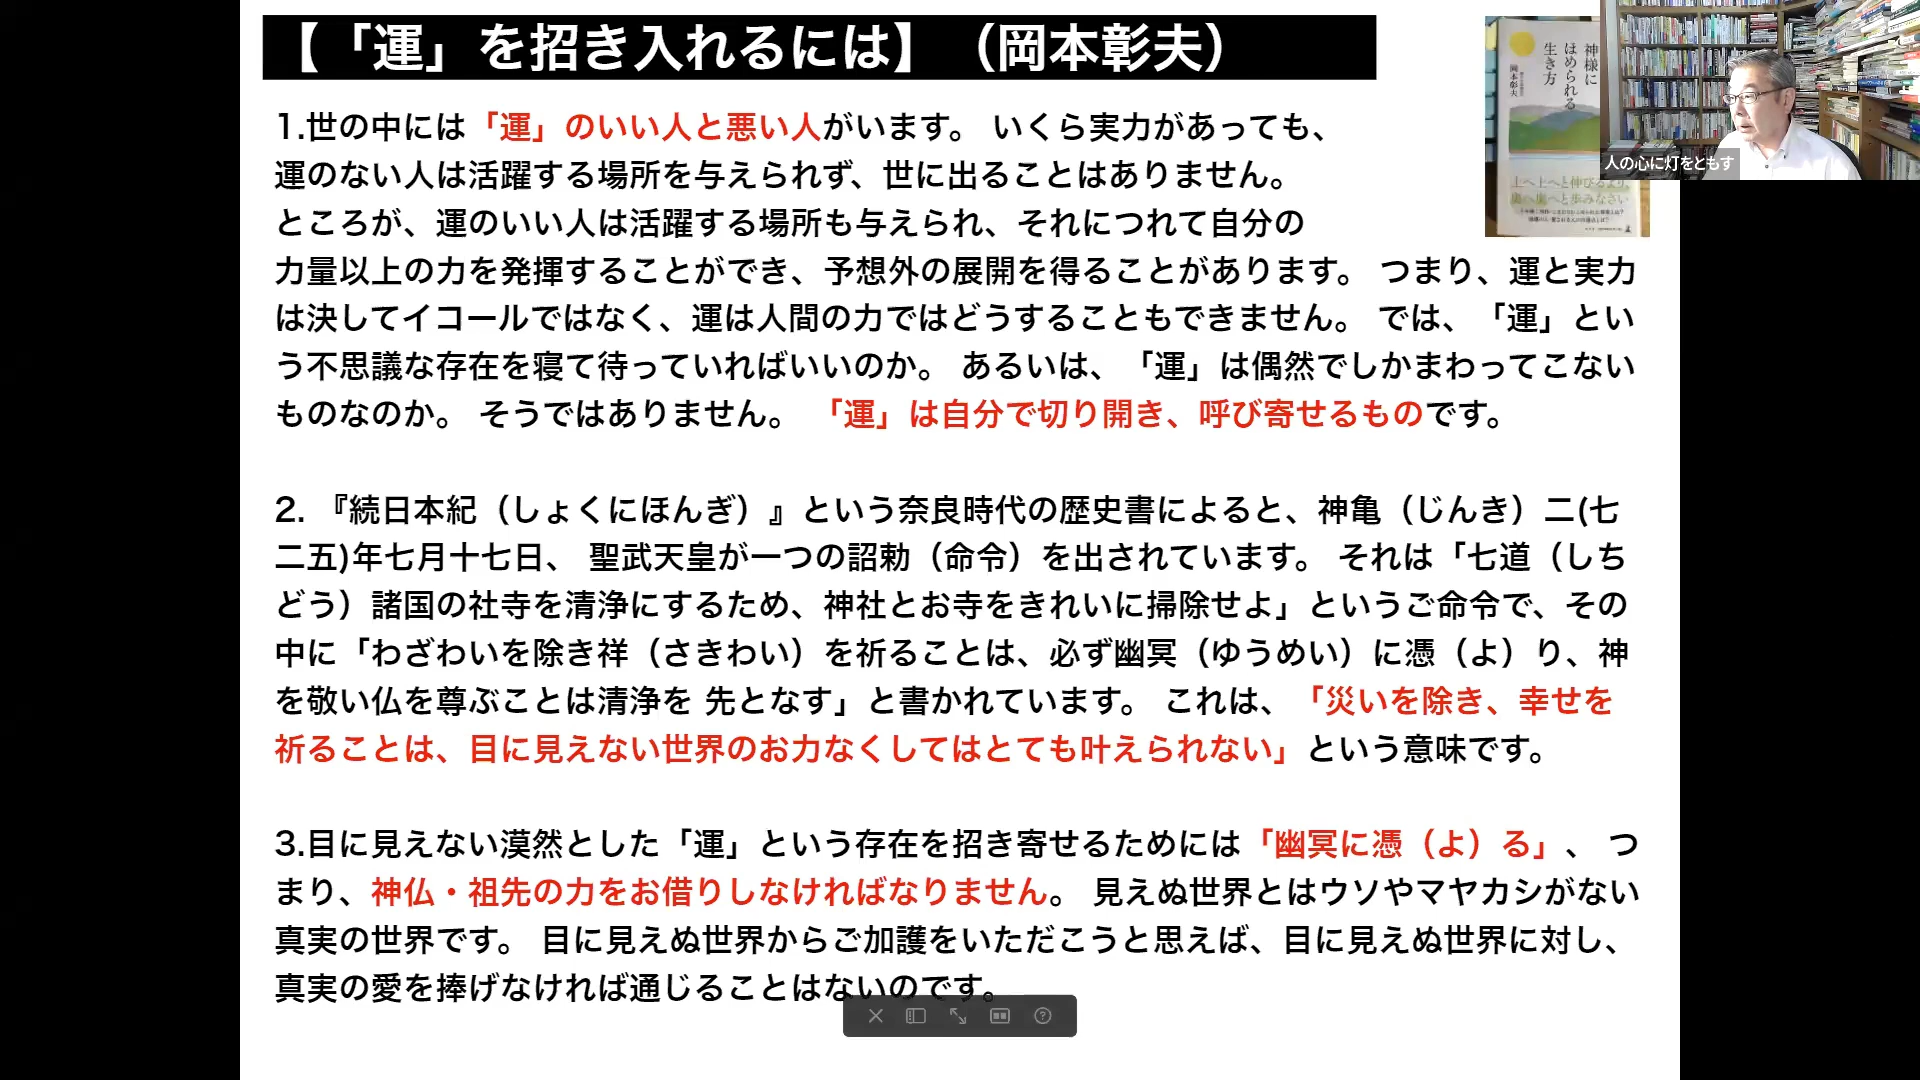 【「運」を招き入れるには】（岡本彰夫）
1.世の中には「運」のいい人と悪い人がいます。 いくら実力があっても、
運のない人は活躍する場所を与えられず、世に出ることはありません。
ところが、運のいい人は活躍する場所も与えられ、それにつれて自分の
力量以上の力を発揮することができ、予想外の展開を得ることがあります。 つまり、運と実力
は決してイコールではなく、運は人間の力ではどうすることもできません。 では、「運」とい
う不思議な存在を寝て待っていればいいのか。 あるいは、「運」は偶然でしかまわってこない
ものなのか。 そうではありません。 「運」は自分で切り開き、呼び寄せるものです。
2. 『続日本紀（しょくにほんぎ）』という奈良時代の歴史書によると、神亀（じんき）二(七
二五)年七月十七日、 聖武天皇が一つの詔勅（命令）を出されています。 それは「七道（しち
どう）諸国の社寺を清浄にするため、神社とお寺をきれいに掃除せよ」というご命令で、その
中に「わざわいを除き祥（さきわい）を祈ることは、必ず幽冥（ゆうめい）に憑（よ）り、神
を敬い仏を尊ぶことは清浄を 先となす」と書かれています。 これは、「災いを除き、幸せを
祈ることは、目に見えない世界のお力なくしてはとても叶えられない」という意味です。
3.目に見えない漠然とした「運」という存在を招き寄せるためには「幽冥に憑（よ）る」、 つ
まり、神仏・祖先の力をお借りしなければなりません。 見えぬ世界とはウソやマヤカシがない
真実の世界です。 目に見えぬ世界からご加護をいただこうと思えば、目に見えぬ世界に対し、
真実の愛を捧げなければ通じることはないのです。
神様に
ほめられる
生き方
岡本彰夫
上へ上へと伸びるより、
奥へ奥へと歩みなさい
人の心に灯をともす